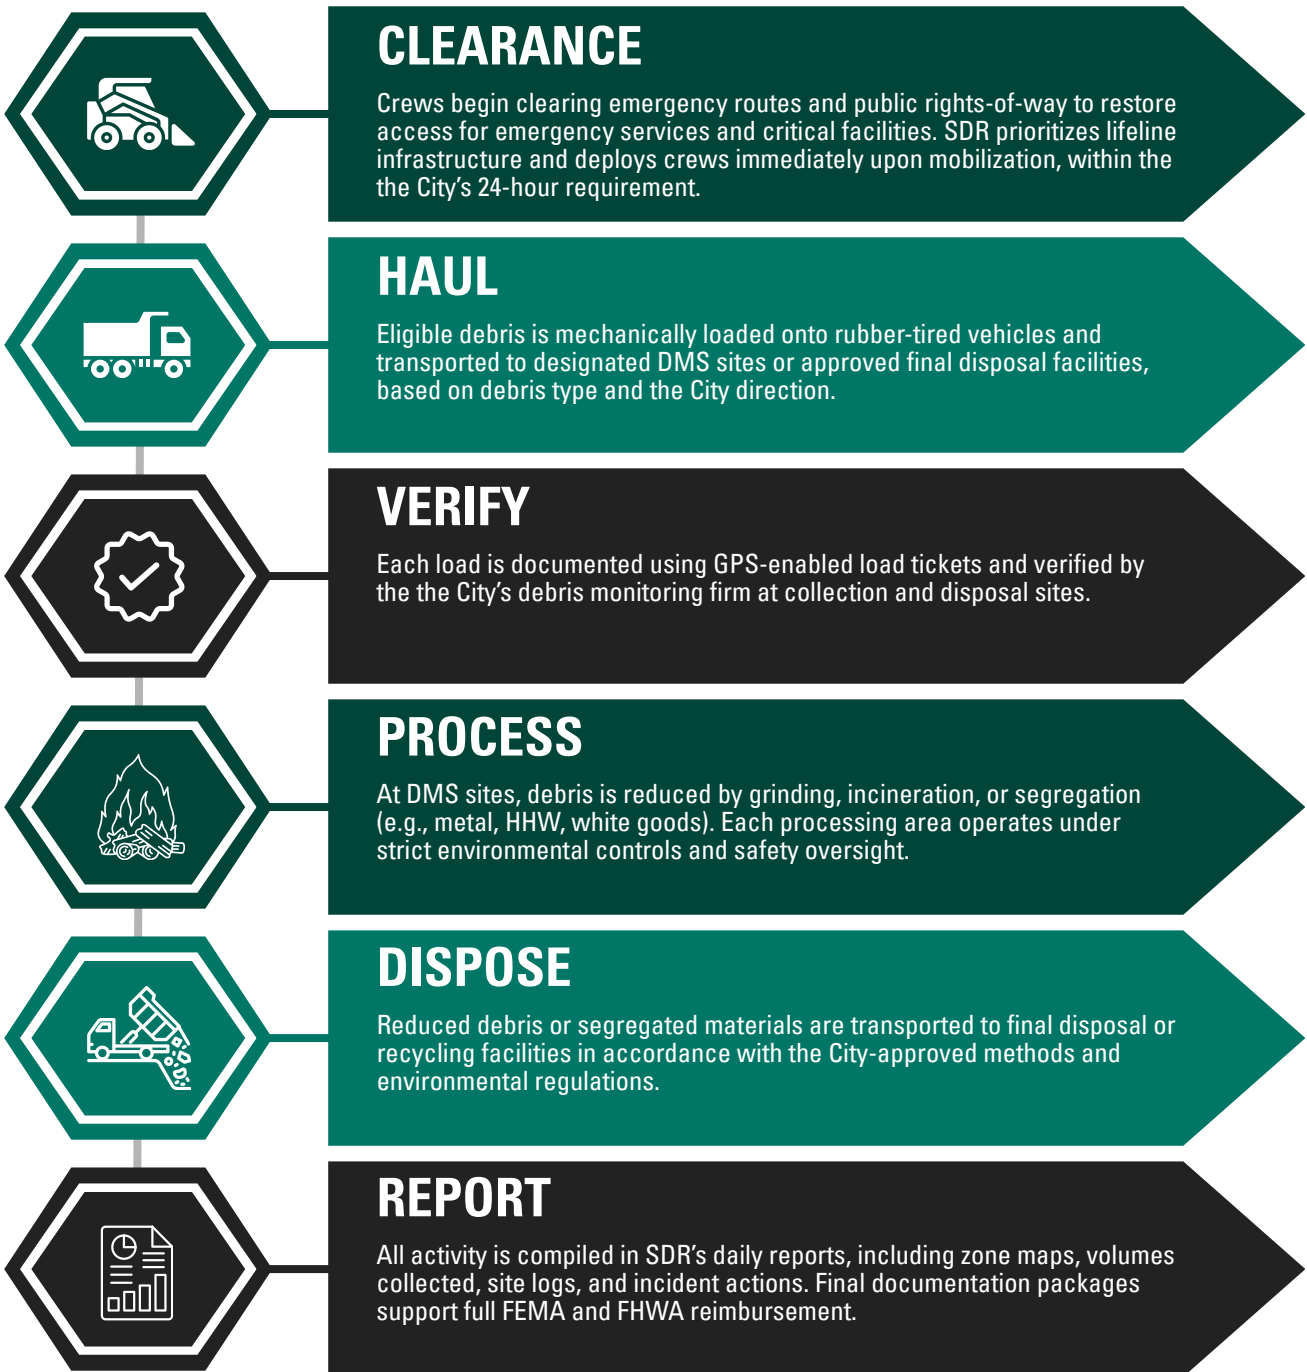 CLEARANCE
Crews begin clearing emergency routes and public rights-of-way to restore
access for emergency services and critical facilities. SDR prioritizes lifeline
infrastructure and deploys crews immediately upon mobilization, within the
the City’s 24-hour requirement.
HAUL
Eligible debris is mechanically loaded onto rubber-tired vehicles and
transported to designated DMS sites or approved final disposal facilities,
based on debris type and the City direction.
VERIFY
Each load is documented using GPS-enabled load tickets and verified by
the the City’s debris monitoring firm at collection and disposal sites.
PROCESS
At DMS sites, debris is reduced by grinding, incineration, or segregation
(e.g., metal, HHW, white goods). Each processing area operates under
strict environmental controls and safety oversight.
DISPOSE
Reduced debris or segregated materials are transported to final disposal or
recycling facilities in accordance with the City-approved methods and
environmental regulations.
REPORT
All activity is compiled in SDR’s daily reports, including zone maps, volumes
collected, site logs, and incident actions. Final documentation packages
support full FEMA and FHWA reimbursement.